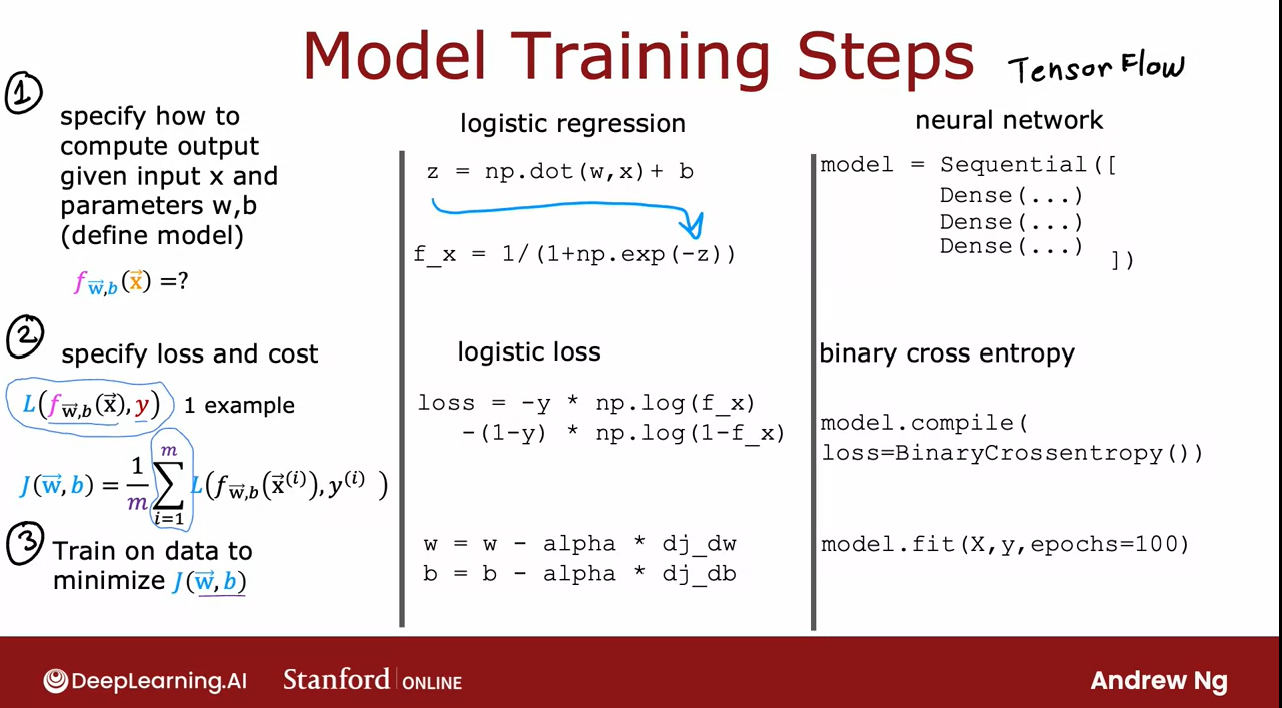 Model Training Steps
TensorFlow
①
specify how to
compute output
given input x and
parameters w,b
(define model)
f_{\vec{w},b}(\vec{x}) =?
logistic regression
z = np.dot(w,x)+ b
f_x = 1/(1+np.exp(-z))
neural network
model = Sequential([
Dense(...)
Dense(...)
Dense(...)
])
②
specify loss and cost
L(f_{\vec{w},b}(\vec{x}), y) 1 example
J(\vec{w}, b) = \frac{1}{m} \sum_{i=1}^{m} L(f_{\vec{w},b}(\vec{x}^{(i)}), y^{(i)} )
logistic loss
loss = -y * np.log(f_x)
-(1-y) * np.log(1-f_x)
binary cross entropy
model.compile(
loss=BinaryCrossentropy())
③
Train on data to
minimize J(\vec{w}, b)
w = w - alpha * dj_dw
b = b - alpha * dj_db
model.fit(X,y,epochs=100)
DeepLearning.AI
Stanford | ONLINE
Andrew Ng